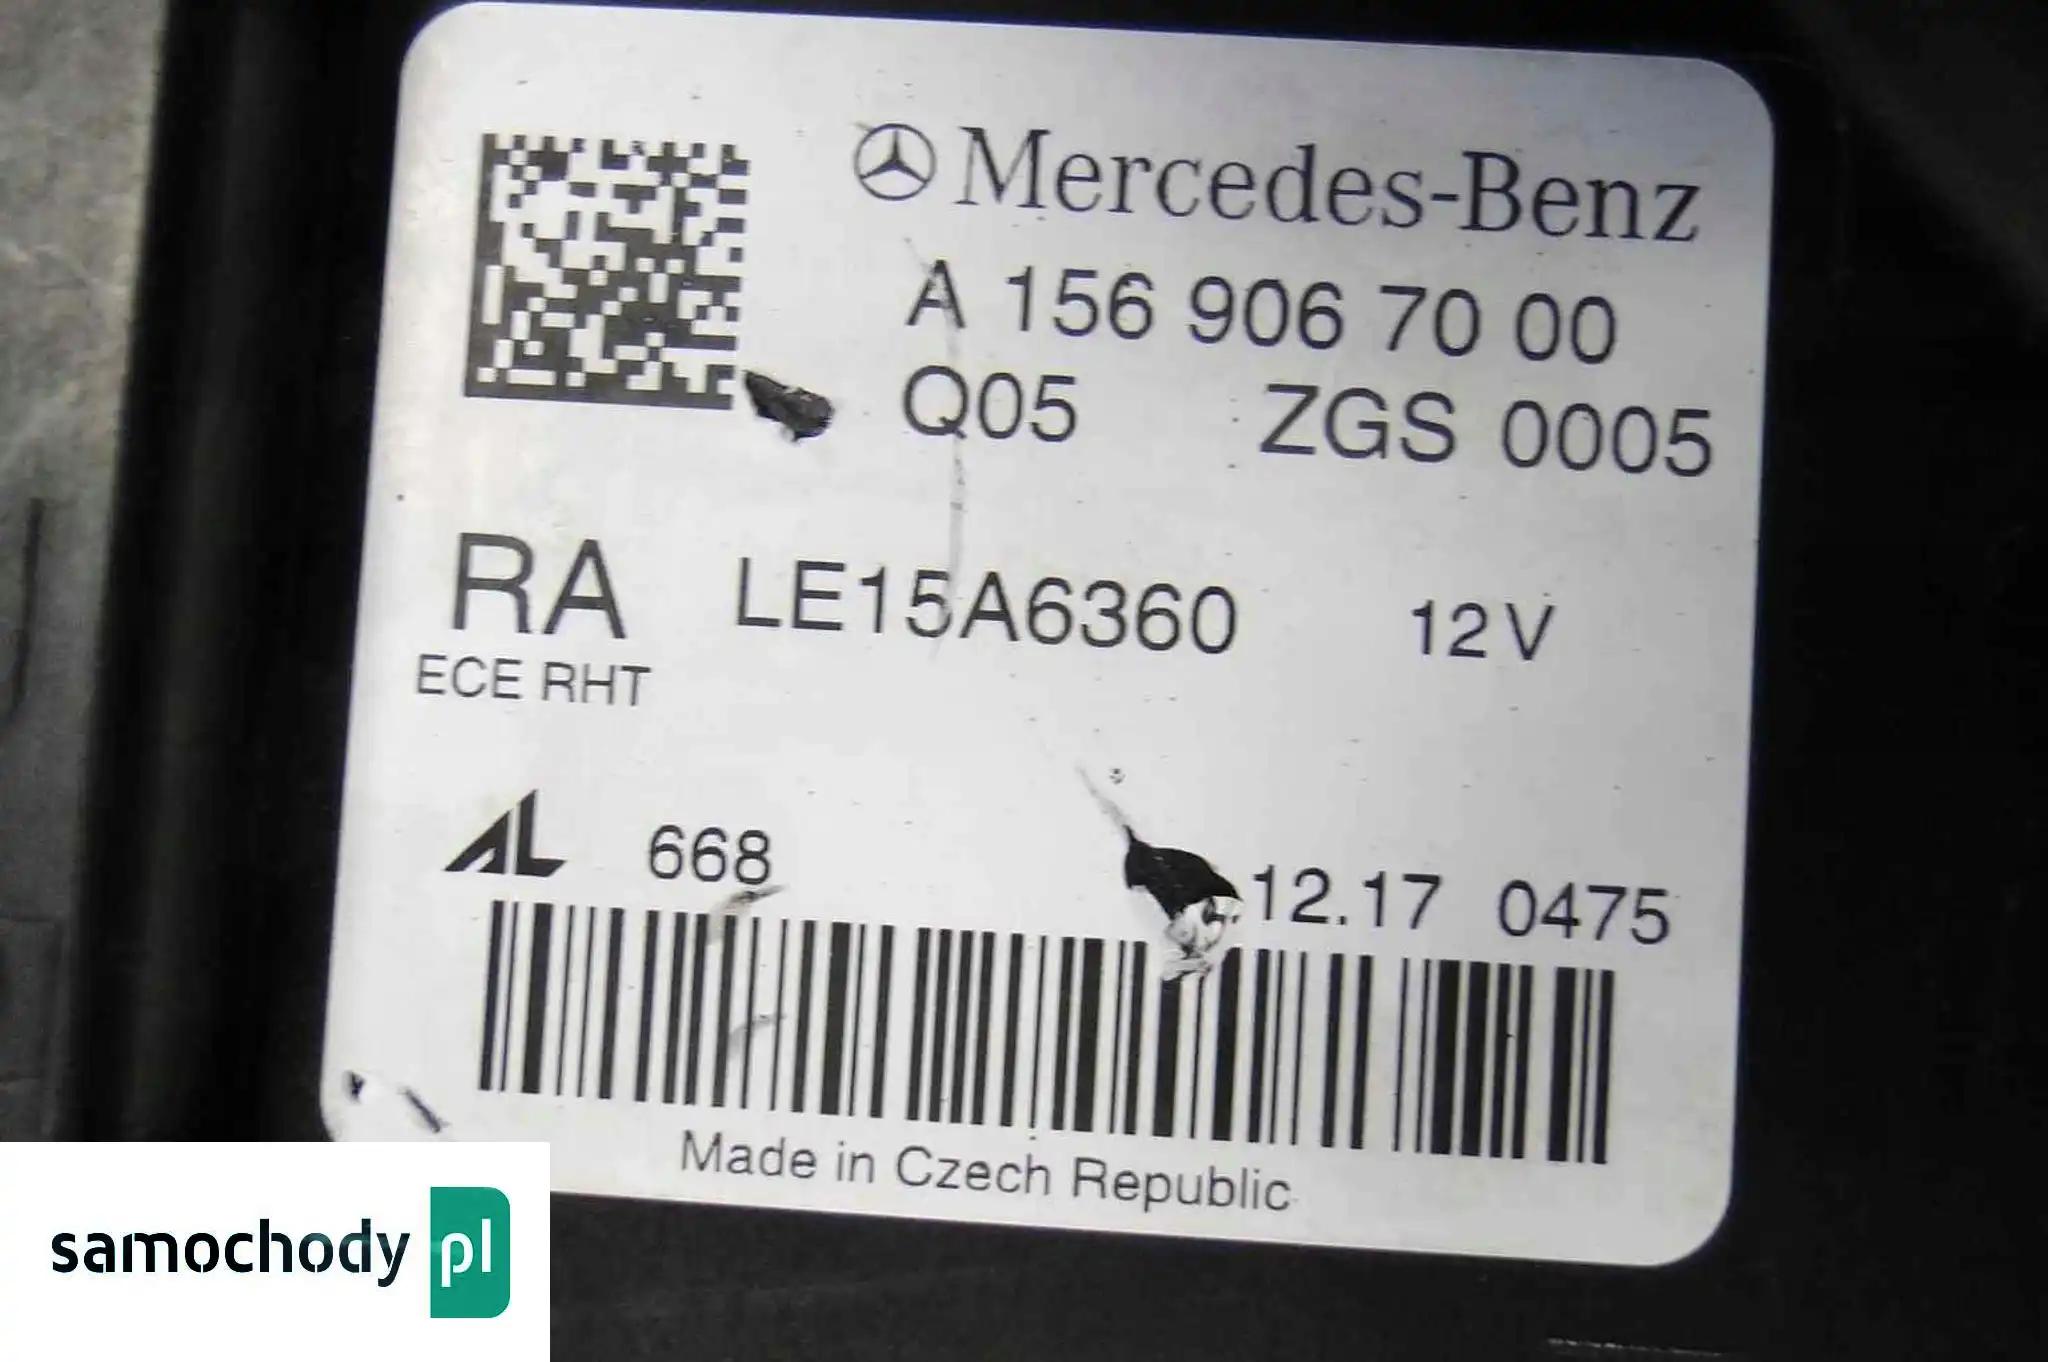 Mercedes-Benz
A 156 906 70 00
Q05 ZGS 0005
RA LE15A6360 12V
ECE RHT
AL 668 12.17 0475
Made in Czech Republic
samochody pl